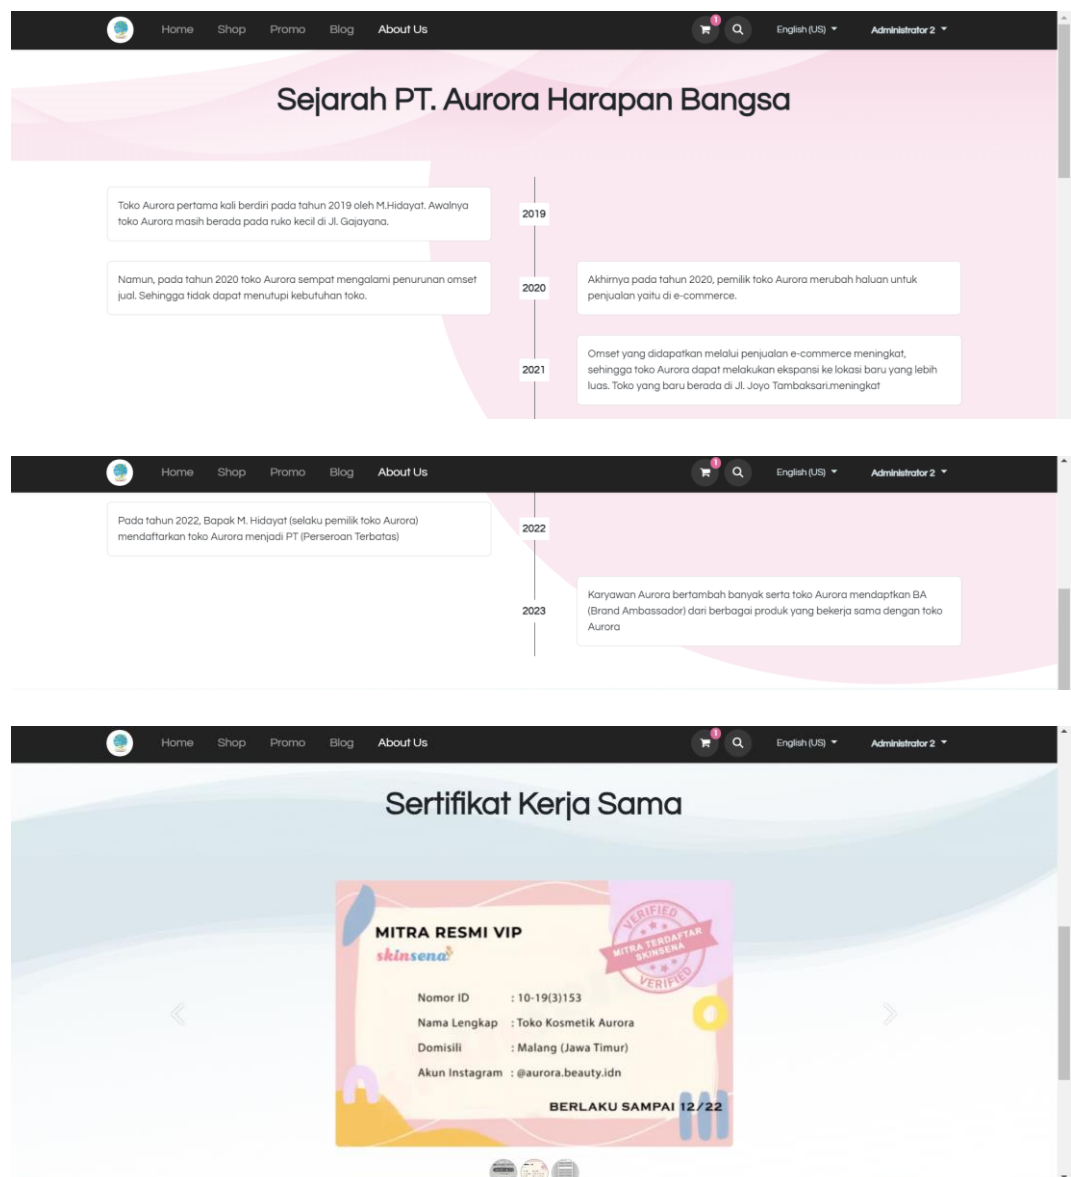 Home Shop Promo Blog About Us 1 English (US) Administrator 2
Sejarah PT. Aurora Harapan Bangsa
Toko Aurora pertama kali berdiri pada tahun 2019 oleh M.Hidayat. Awalnya
toko Aurora masih berada pada ruko kecil di Jl. Gajayana.
2019
Namun, pada tahun 2020 toko Aurora sempat mengalami penurunan omset
jual. Sehingga tidak dapat menutupi kebutuhan toko.
2020
Akhirnya pada tahun 2020, pemilik toko Aurora merubah haluan untuk
penjualan yaitu di e-commerce.
2021
Omset yang didapatkan melalui penjualan e-commerce meningkat,
sehingga toko Aurora dapat melakukan ekspansi ke lokasi baru yang lebih
luas. Toko yang baru berada di Jl. Joyo Tambaksari.meningkat
Home Shop Promo Blog About Us 1 English (US) Administrator 2
Pada tahun 2022, Bapak M. Hidayat (selaku pemilik toko Aurora)
mendaftarkan toko Aurora menjadi PT (Perseroan Terbatas)
2022
2023
Karyawan Aurora bertambah banyak serta toko Aurora mendaptkan BA
(Brand Ambassador) dari berbagai produk yang bekerja sama dengan toko
Aurora
Home Shop Promo Blog About Us 1 English (US) Administrator 2
Sertifikat Kerja Sama
MITRA RESMI VIP
skinsena
VERIFIED
MITRA TERDAFTAR
SKINSENA
VERIFIED
Nomor ID : 10-19(3)153
Nama Lengkap : Toko Kosmetik Aurora
Domisili : Malang (Jawa Timur)
Akun Instagram : @aurora.beauty.idn
BERLAKU SAMPAI 12/22